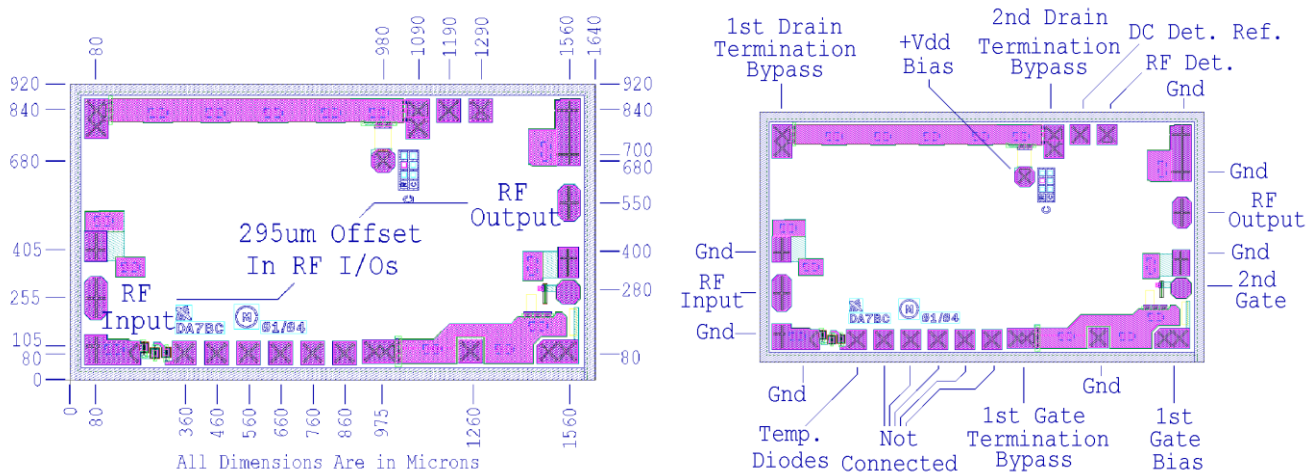 80
980
1090
1190
1290
1560
1640
920
840
680
405
255
105
80
0
920
840
700
680
550
400
280
80
RF
Output
295um Offset
In RF I/Os
RF
Input
DA7BC
M
01/04
0
80
360
460
560
660
760
860
975
1260
1560
All Dimensions Are in Microns
1st Drain
Termination
Bypass
+Vdd
Bias
2nd Drain
Termination
Bypass
DC Det. Ref.
RF Det.
Gnd
Gnd
RF
Output
Gnd
2nd
Gate
Gnd
RF
Input
Gnd
DA7BC
M
01/04
Gnd
Temp.
Diodes
Not
Connected
1st Gate
Termination
Bypass
Gnd
1st
Gate
Bias